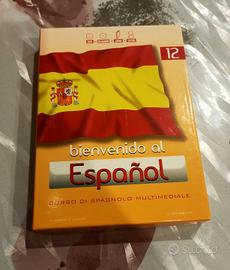 12
bienvenido al
Español
CORSO DI SPAGNOLO MULTIMEDIALE
Subito